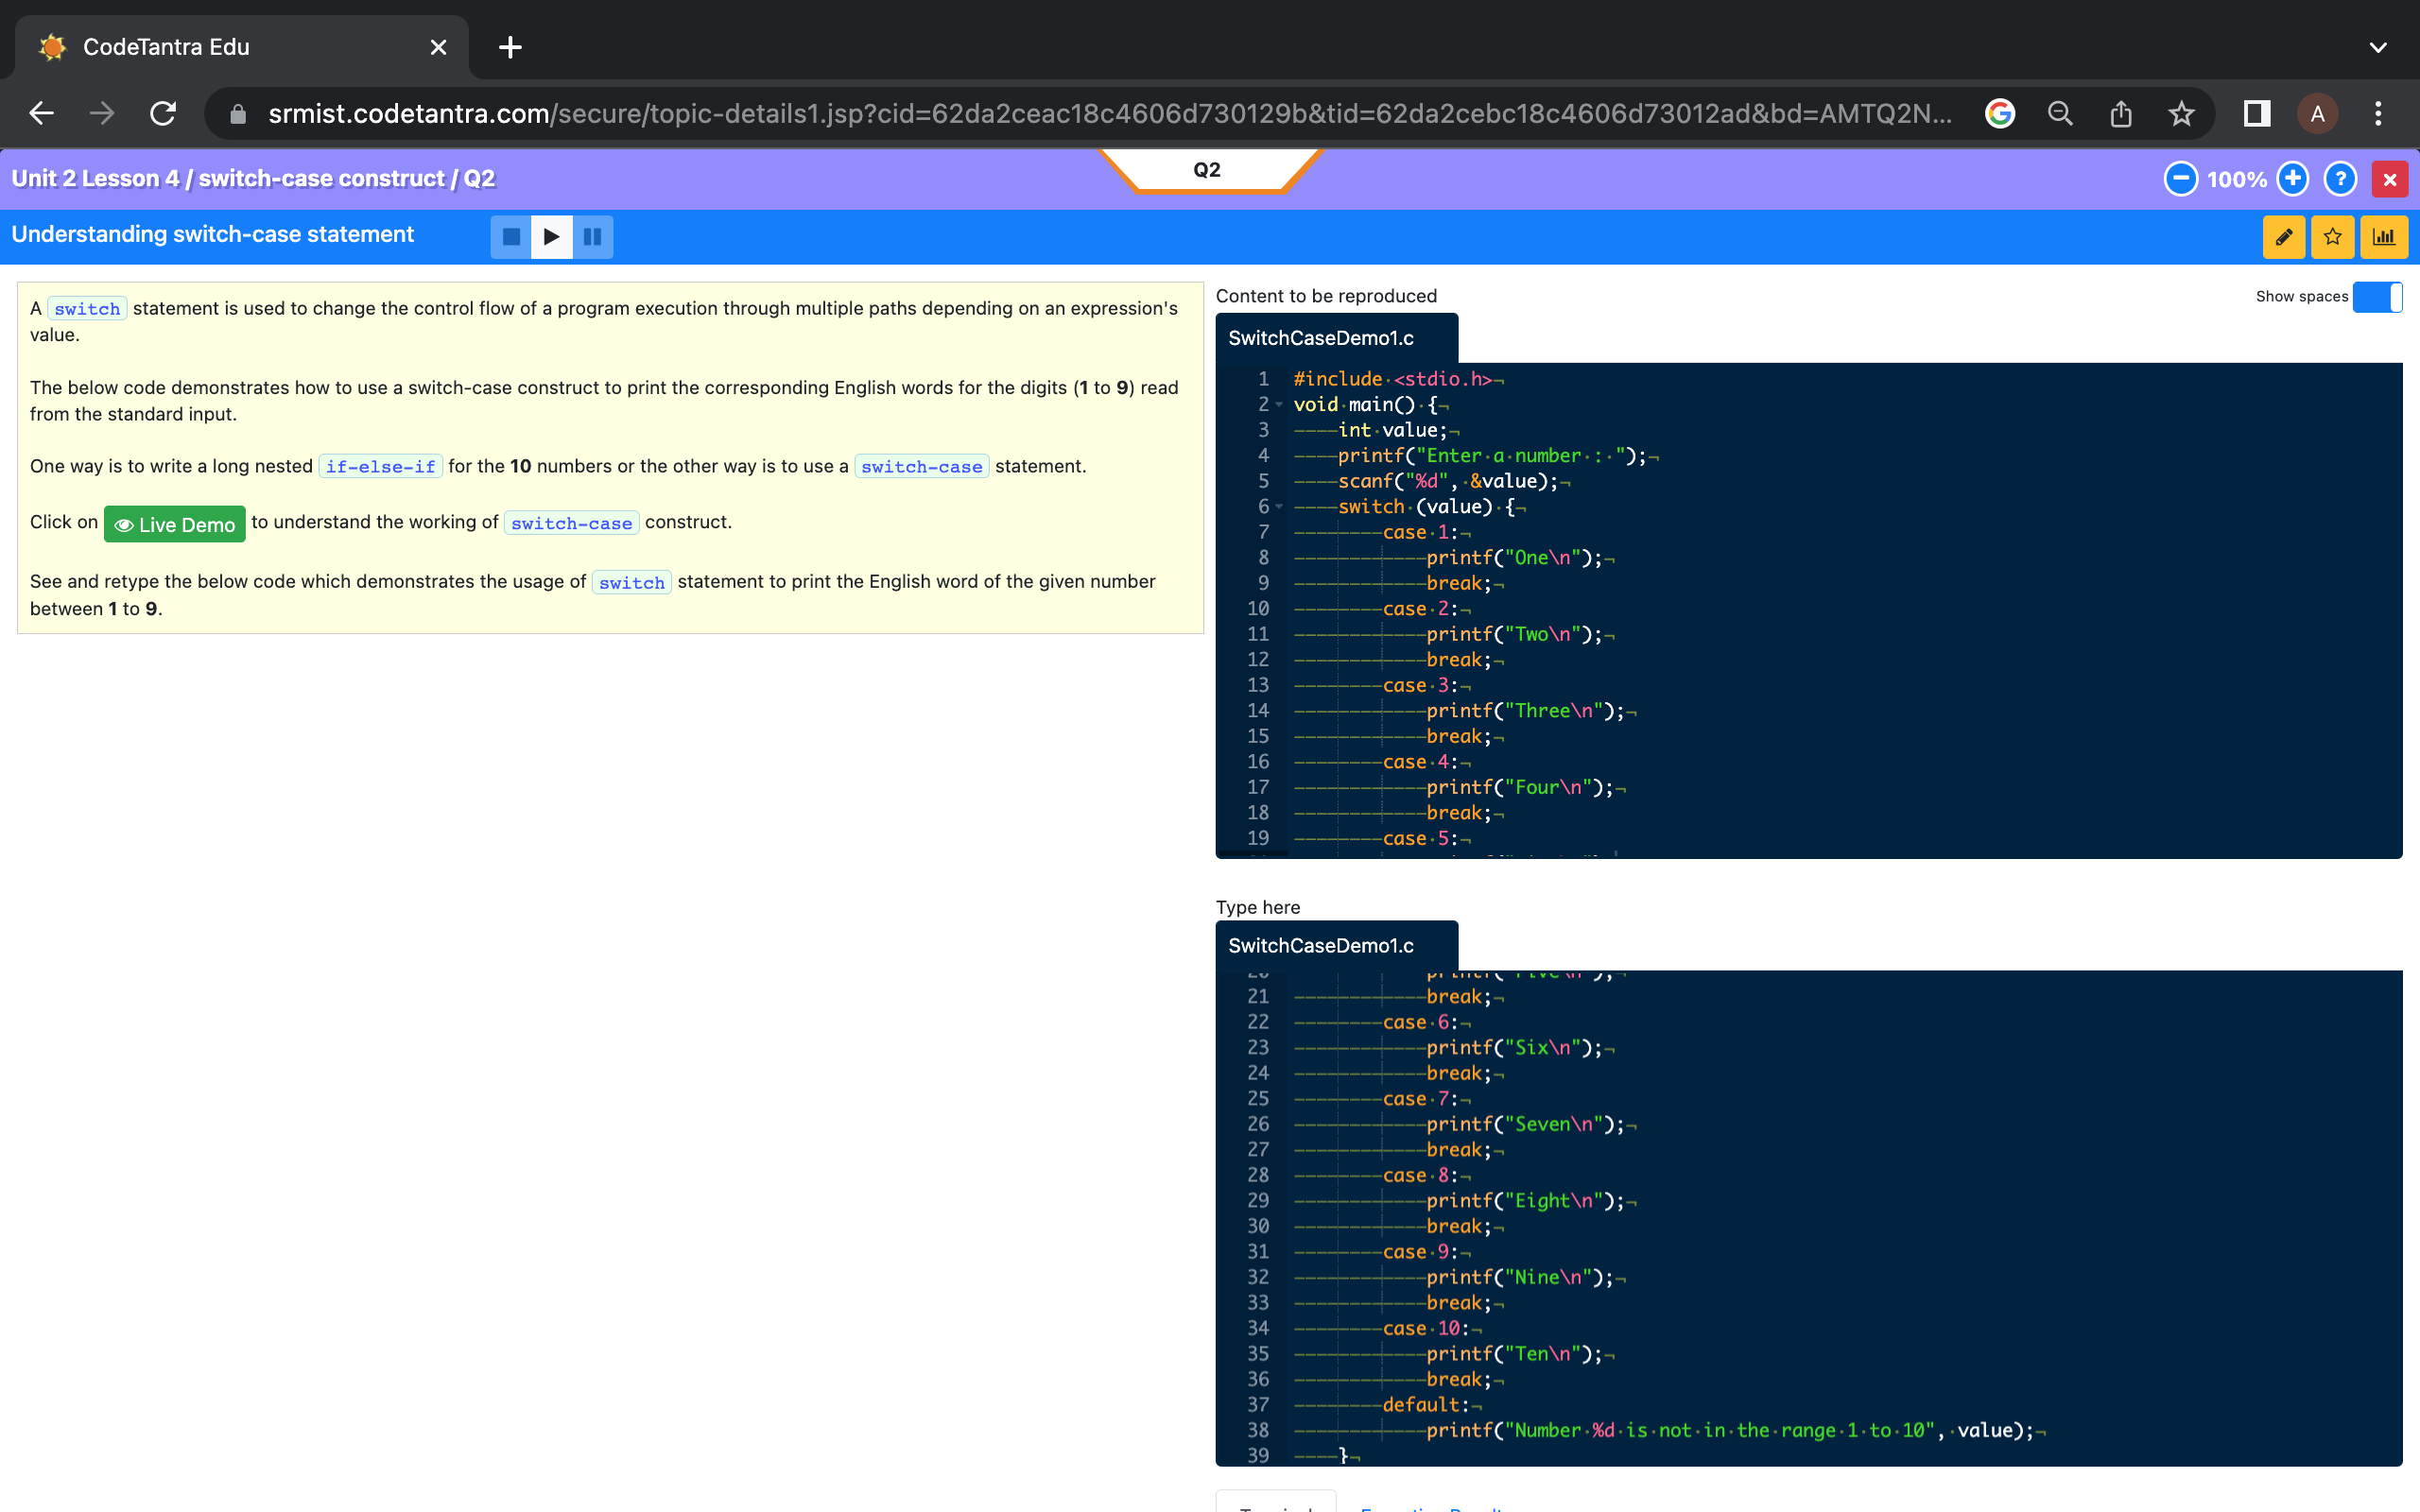 CodeTantra Edu
srmist.codetantra.com/secure/topic-details1.jsp?cid=62da2ceac18c4606d730129b&tid=62da2cebc18c4606d73012ad&bd=AMTQ2N...
A
Unit 2 Lesson 4 / switch-case construct / Q2
Q2
100%
?
Understanding switch-case statement
A switch statement is used to change the control flow of a program execution through multiple paths depending on an expression's
value.
The below code demonstrates how to use a switch-case construct to print the corresponding English words for the digits (1 to 9) read
from the standard input.
One way is to write a long nested if-else-if for the 10 numbers or the other way is to use a switch-case statement.
Click on Live Demo to understand the working of switch-case construct.
See and retype the below code which demonstrates the usage of switch statement to print the English word of the given number
between 1 to 9.
Content to be reproduced
Show spaces
SwitchCaseDemo1.c
1 #include <stdio.h>
2 void main() {
3 int value;
4 printf("Enter a number : ");
5 scanf("%d", &value);
6 switch (value) {
7 case 1:
8 printf("One\n");
9 break;
10 case 2:
11 printf("Two\n");
12 break;
13 case 3:
14 printf("Three\n");
15 break;
16 case 4:
17 printf("Four\n");
18 break;
19 case 5:
Type here
SwitchCaseDemo1.c
20 printf("Five\n");
21 break;
22 case 6:
23 printf("Six\n");
24 break;
25 case 7:
26 printf("Seven\n");
27 break;
28 case 8:
29 printf("Eight\n");
30 break;
31 case 9:
32 printf("Nine\n");
33 break;
34 case 10:
35 printf("Ten\n");
36 break;
37 default:
38 printf("Number %d is not in the range 1 to 10", value);
39 }